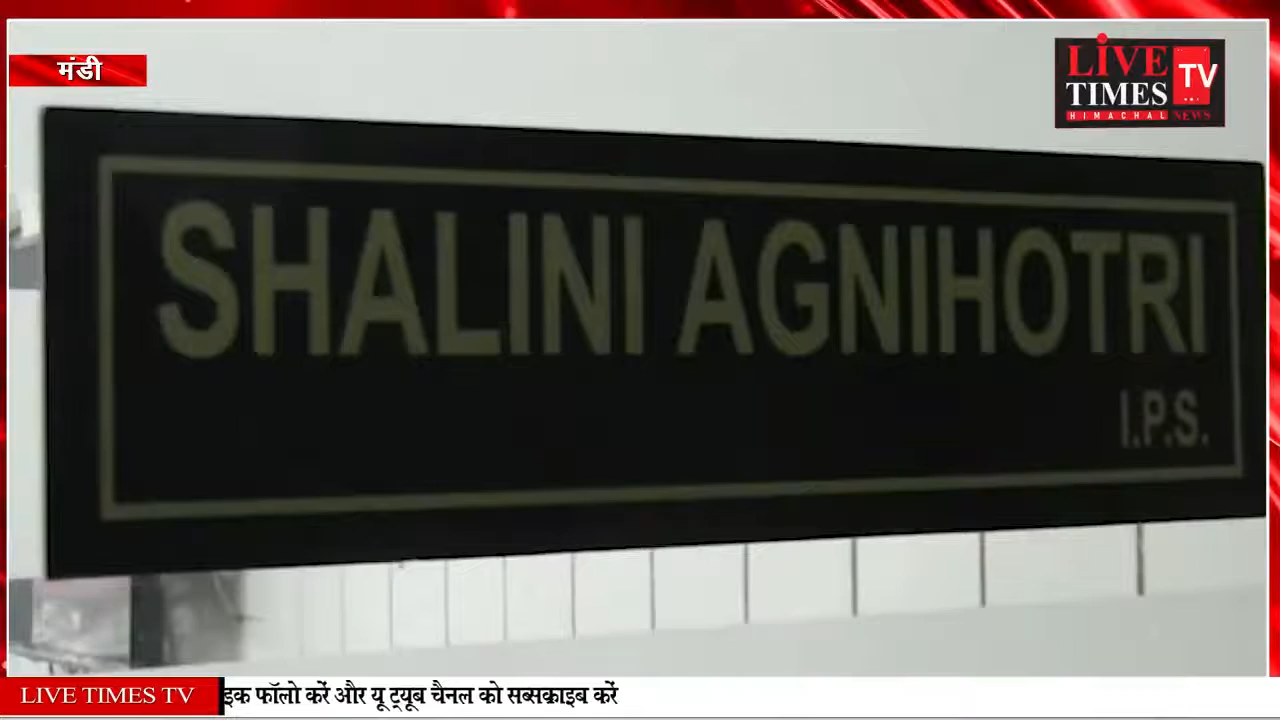 मंडी
LiVE
TIMES
TV
HIMACHAL NEWS
SHALINI AGNIHOTRI
I.P.S.
LIVE TIMES TV
इक फॉलो करें और यू ट्यूब चैनल को सब्सक्राइब करें